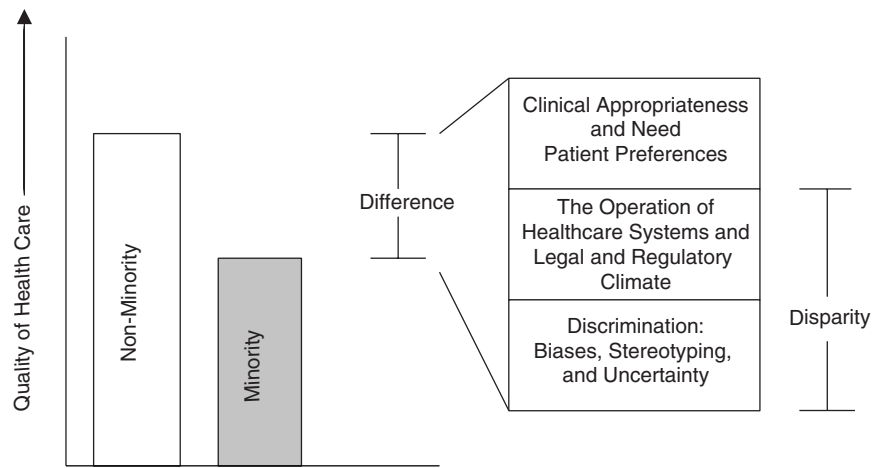 Quality of Health Care
Non-Minority
Minority
Difference
Clinical Appropriateness
and Need
Patient Preferences
The Operation of
Healthcare Systems and
Legal and Regulatory
Climate
Discrimination:
Biases, Stereotyping,
and Uncertainty
Disparity